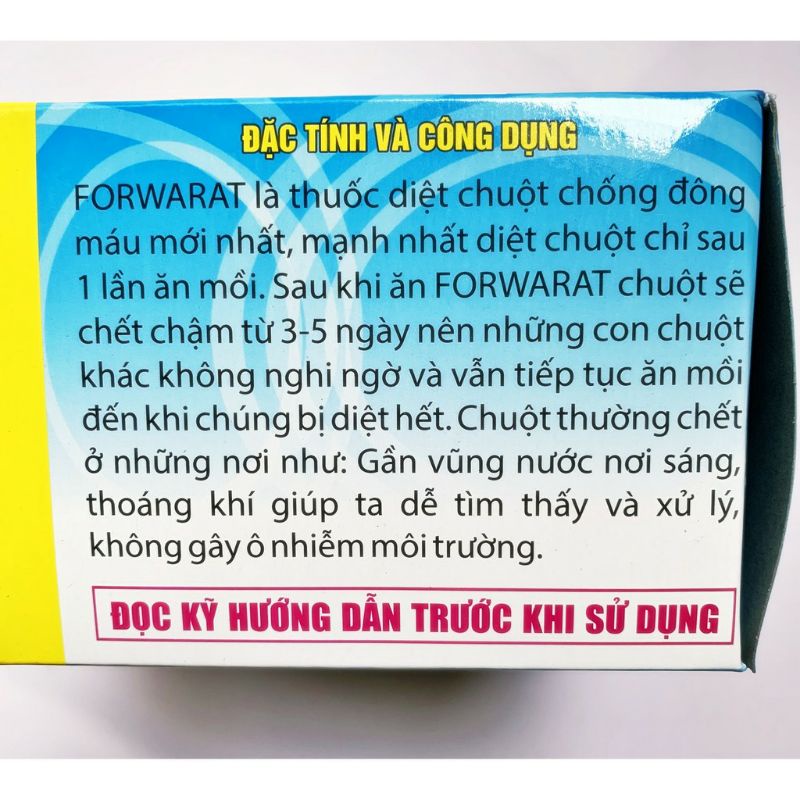 ĐẶC TÍNH VÀ CÔNG DỤNG
FORWARAT là thuốc diệt chuột chống đông
máu mới nhất, mạnh nhất diệt chuột chỉ sau
1 lần ăn mồi. Sau khi ăn FORWARAT chuột sẽ
chết chậm từ 3-5 ngày nên những con chuột
khác không nghi ngờ và vẫn tiếp tục ăn mồi
đến khi chúng bị diệt hết. Chuột thường chết
ở những nơi như: Gần vũng nước nơi sáng,
thoáng khí giúp ta dễ tìm thấy và xử lý,
không gây ô nhiễm môi trường.
ĐỌC KỸ HƯỚNG DẪN TRƯỚC KHI SỬ DỤNG